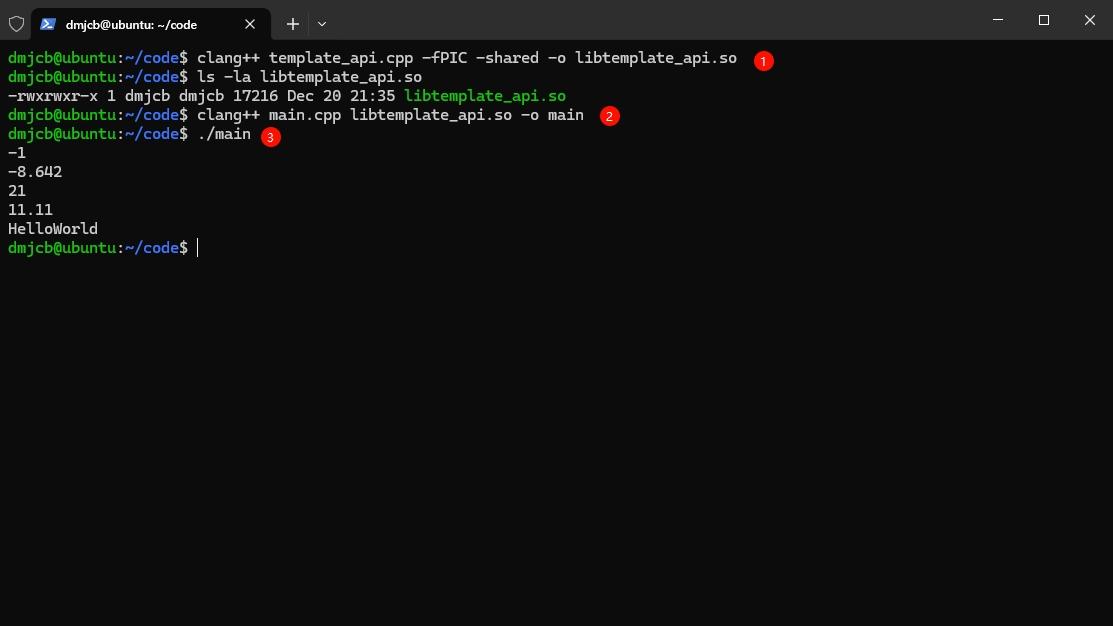 dmjcb@ubuntu: ~/code
dmjcb@ubuntu:~/code$ clang++ template_api.cpp -fPIC -shared -o libtemplate_api.so 1
dmjcb@ubuntu:~/code$ ls -la libtemplate_api.so
-rwxrwxr-x 1 dmjcb dmjcb 17216 Dec 20 21:35 libtemplate_api.so
dmjcb@ubuntu:~/code$ clang++ main.cpp libtemplate_api.so -o main 2
dmjcb@ubuntu:~/code$ ./main 3
-1
-8.642
21
11.11
HelloWorld
dmjcb@ubuntu:~/code$